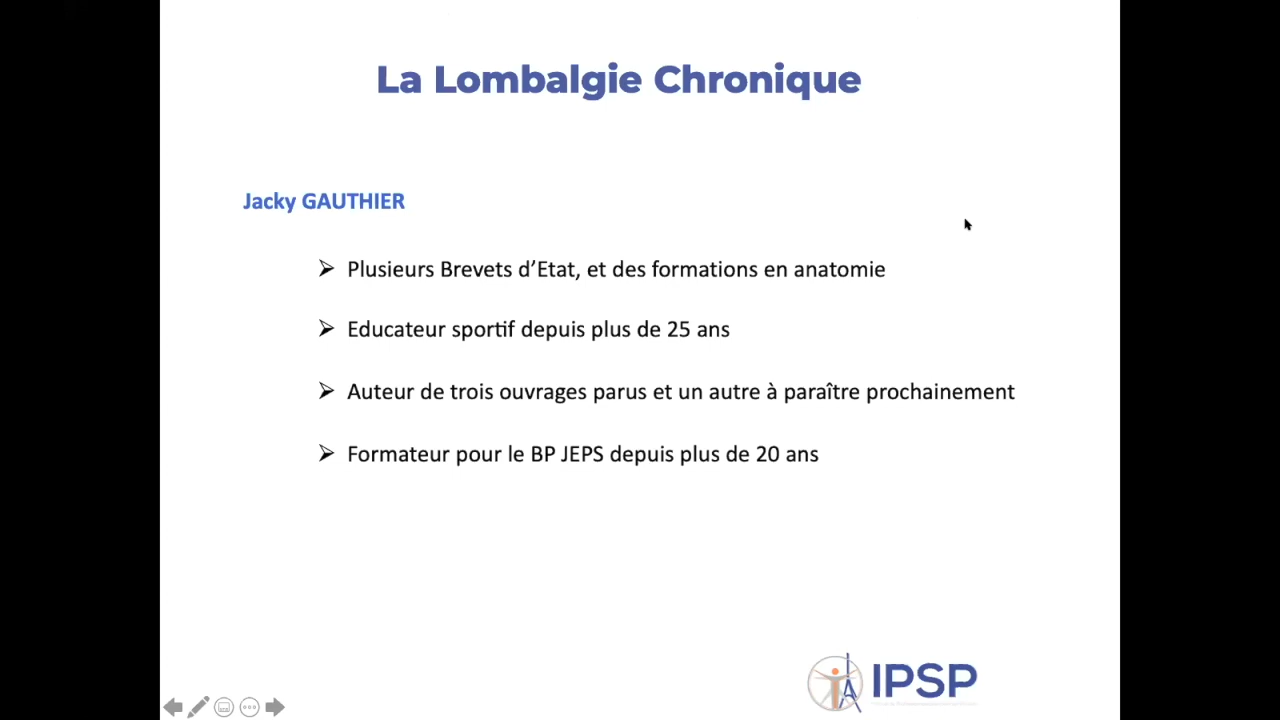 La Lombalgie Chronique
Jacky GAUTHIER
Plusieurs Brevets d’Etat, et des formations en anatomie
Educateur sportif depuis plus de 25 ans
Auteur de trois ouvrages parus et un autre à paraître prochainement
Formateur pour le BP JEPS depuis plus de 20 ans
IPSP